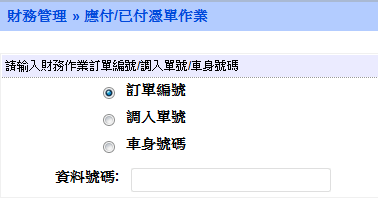 財務管理 » 應付/已付憑單作業
請輸入財務作業訂單編號/調入單號/車身號碼
訂單編號
調入單號
車身號碼
資料號碼: